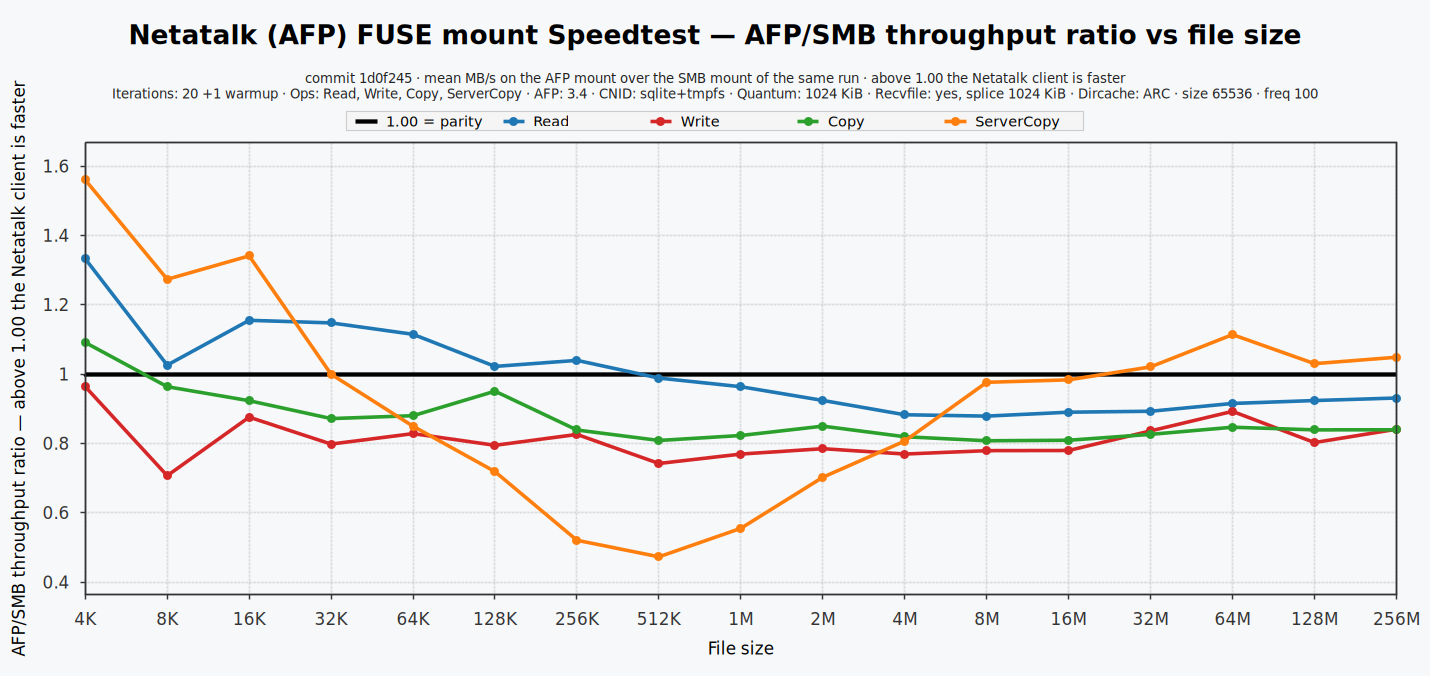 Netatalk (AFP) FUSE mount Speedtest — AFP/SMB throughput ratio vs file size
commit 1d0f245 · mean MB/s on the AFP mount over the SMB mount of the same run · above 1.00 the Netatalk client is faster
Iterations: 20 +1 warmup · Ops: Read, Write, Copy, ServerCopy · AFP: 3.4 · CNID: sqlite+tmpfs · Quantum: 1024 KiB · Recvfile: yes, splice 1024 KiB · Dircache: ARC · size 65536 · freq 100
1.00 = parity Read Write Copy ServerCopy
AFP/SMB throughput ratio — above 1.00 the Netatalk client is faster
1.6
1.4
1.2
1
0.8
0.6
0.4
4K 8K 16K 32K 64K 128K 256K 512K 1M 2M 4M 8M 16M 32M 64M 128M 256M
File size